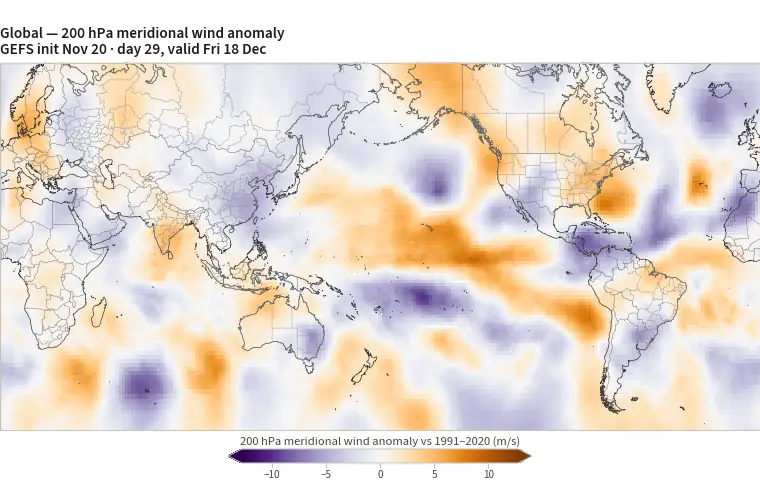 Global — 200 hPa meridional wind anomaly
GEFS init Nov 20 · day 29, valid Fri 18 Dec
200 hPa meridional wind anomaly vs 1991–2020 (m/s)
−10 −5 0 5 10